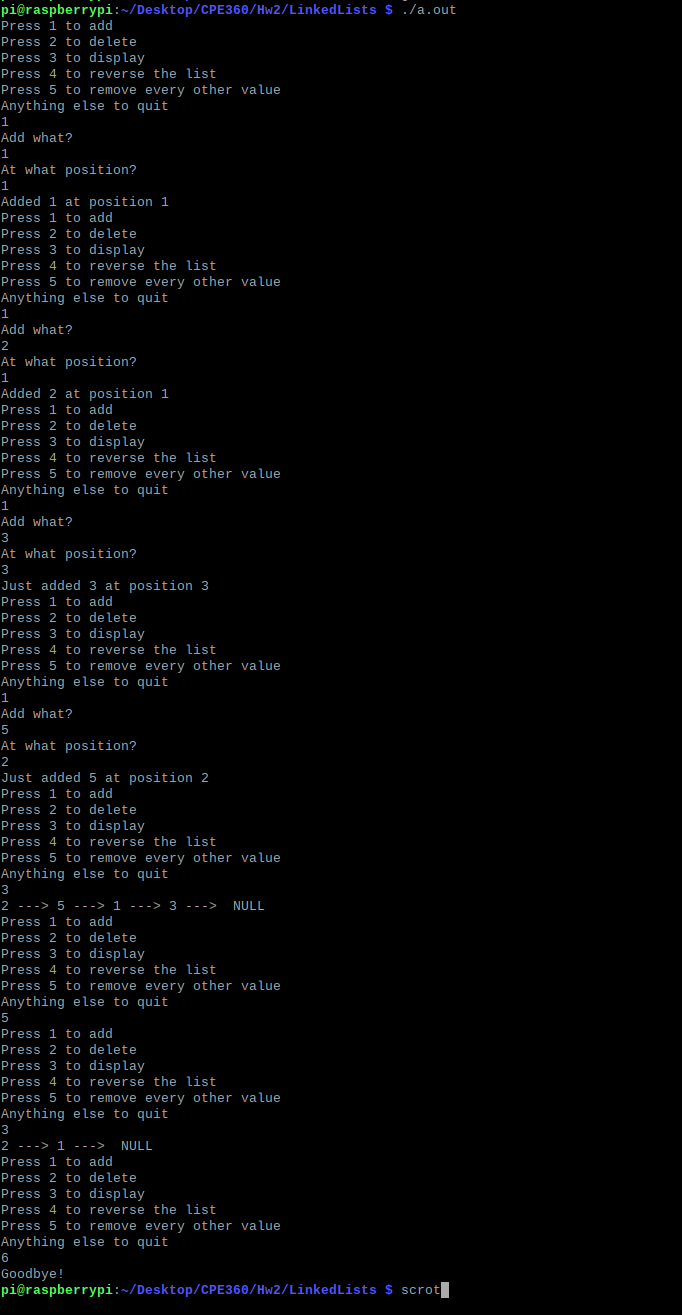 pi@raspberrypi:~/Desktop/CPE360/Hw2/LinkedLists $ ./a.out
Press 1 to add
Press 2 to delete
Press 3 to display
Press 4 to reverse the list
Press 5 to remove every other value
Anything else to quit
1
Add what?
1
At what position?
1
Added 1 at position 1
Press 1 to add
Press 2 to delete
Press 3 to display
Press 4 to reverse the list
Press 5 to remove every other value
Anything else to quit
1
Add what?
2
At what position?
1
Added 2 at position 1
Press 1 to add
Press 2 to delete
Press 3 to display
Press 4 to reverse the list
Press 5 to remove every other value
Anything else to quit
1
Add what?
3
At what position?
3
Just added 3 at position 3
Press 1 to add
Press 2 to delete
Press 3 to display
Press 4 to reverse the list
Press 5 to remove every other value
Anything else to quit
1
Add what?
5
At what position?
2
Just added 5 at position 2
Press 1 to add
Press 2 to delete
Press 3 to display
Press 4 to reverse the list
Press 5 to remove every other value
Anything else to quit
3
2 ---> 5 ---> 1 ---> 3 --->  NULL
Press 1 to add
Press 2 to delete
Press 3 to display
Press 4 to reverse the list
Press 5 to remove every other value
Anything else to quit
5
Press 1 to add
Press 2 to delete
Press 3 to display
Press 4 to reverse the list
Press 5 to remove every other value
Anything else to quit
3
2 ---> 1 --->  NULL
Press 1 to add
Press 2 to delete
Press 3 to display
Press 4 to reverse the list
Press 5 to remove every other value
Anything else to quit
6
Goodbye!
pi@raspberrypi:~/Desktop/CPE360/Hw2/LinkedLists $ scrot